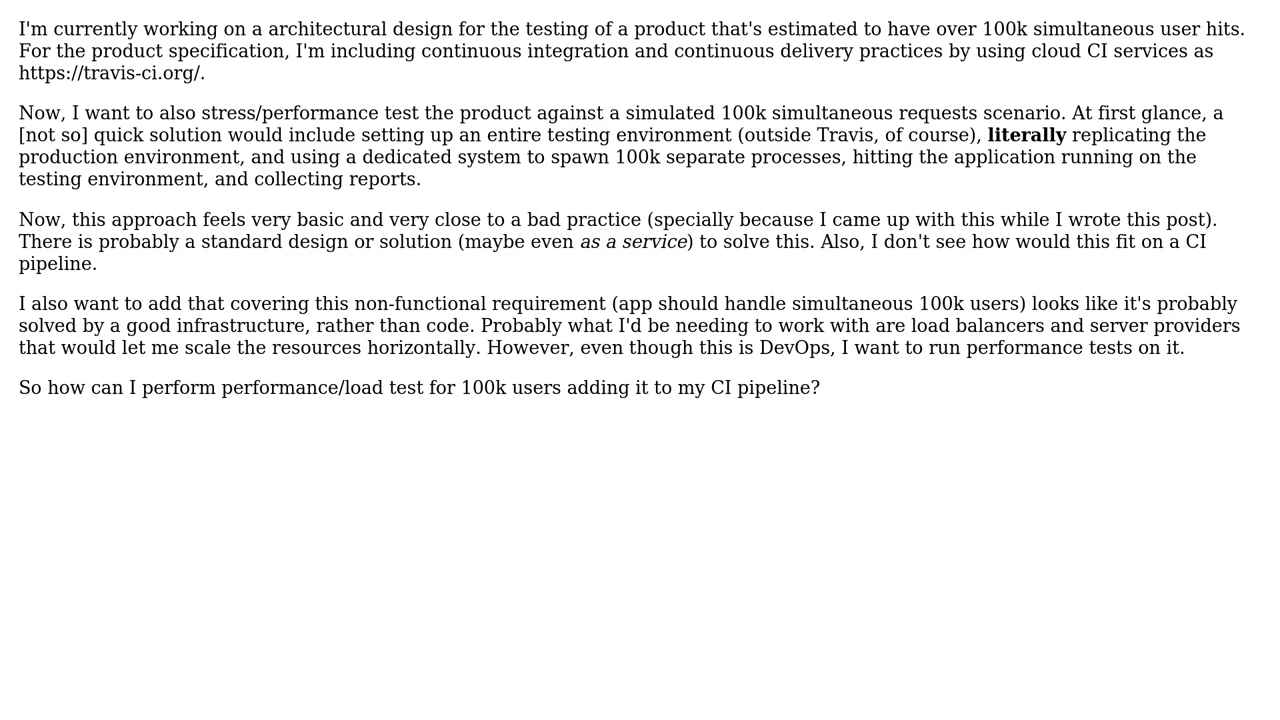 I'm currently working on a architectural design for the testing of a product that's estimated to have over 100k simultaneous user hits.
For the product specification, I'm including continuous integration and continuous delivery practices by using cloud CI services as
https://travis-ci.org/.
Now, I want to also stress/performance test the product against a simulated 100k simultaneous requests scenario. At first glance, a
[not so] quick solution would include setting up an entire testing environment (outside Travis, of course), literally replicating the
production environment, and using a dedicated system to spawn 100k separate processes, hitting the application running on the
testing environment, and collecting reports.
Now, this approach feels very basic and very close to a bad practice (specially because I came up with this while I wrote this post).
There is probably a standard design or solution (maybe even as a service) to solve this. Also, I don't see how would this fit on a CI
pipeline.
I also want to add that covering this non-functional requirement (app should handle simultaneous 100k users) looks like it's probably
solved by a good infrastructure, rather than code. Probably what I'd be needing to work with are load balancers and server providers
that would let me scale the resources horizontally. However, even though this is DevOps, I want to run performance tests on it.
So how can I perform performance/load test for 100k users adding it to my CI pipeline?